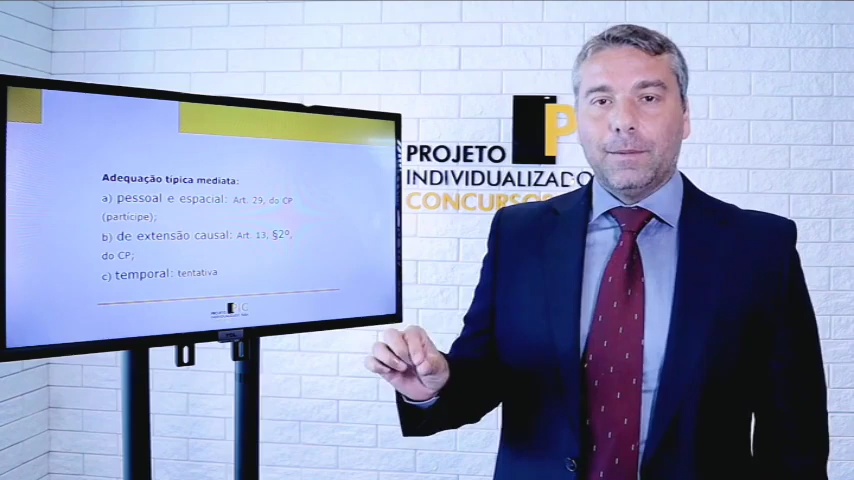 Adequação típica mediata:
a) pessoal e espacial: Art. 29, do CP
(partícipe);
b) de extensão causal: Art. 13, §2º,
do CP;
c) temporal: tentativa
PROJETO
INDIVIDUALIZADO
CONCURSOS
P